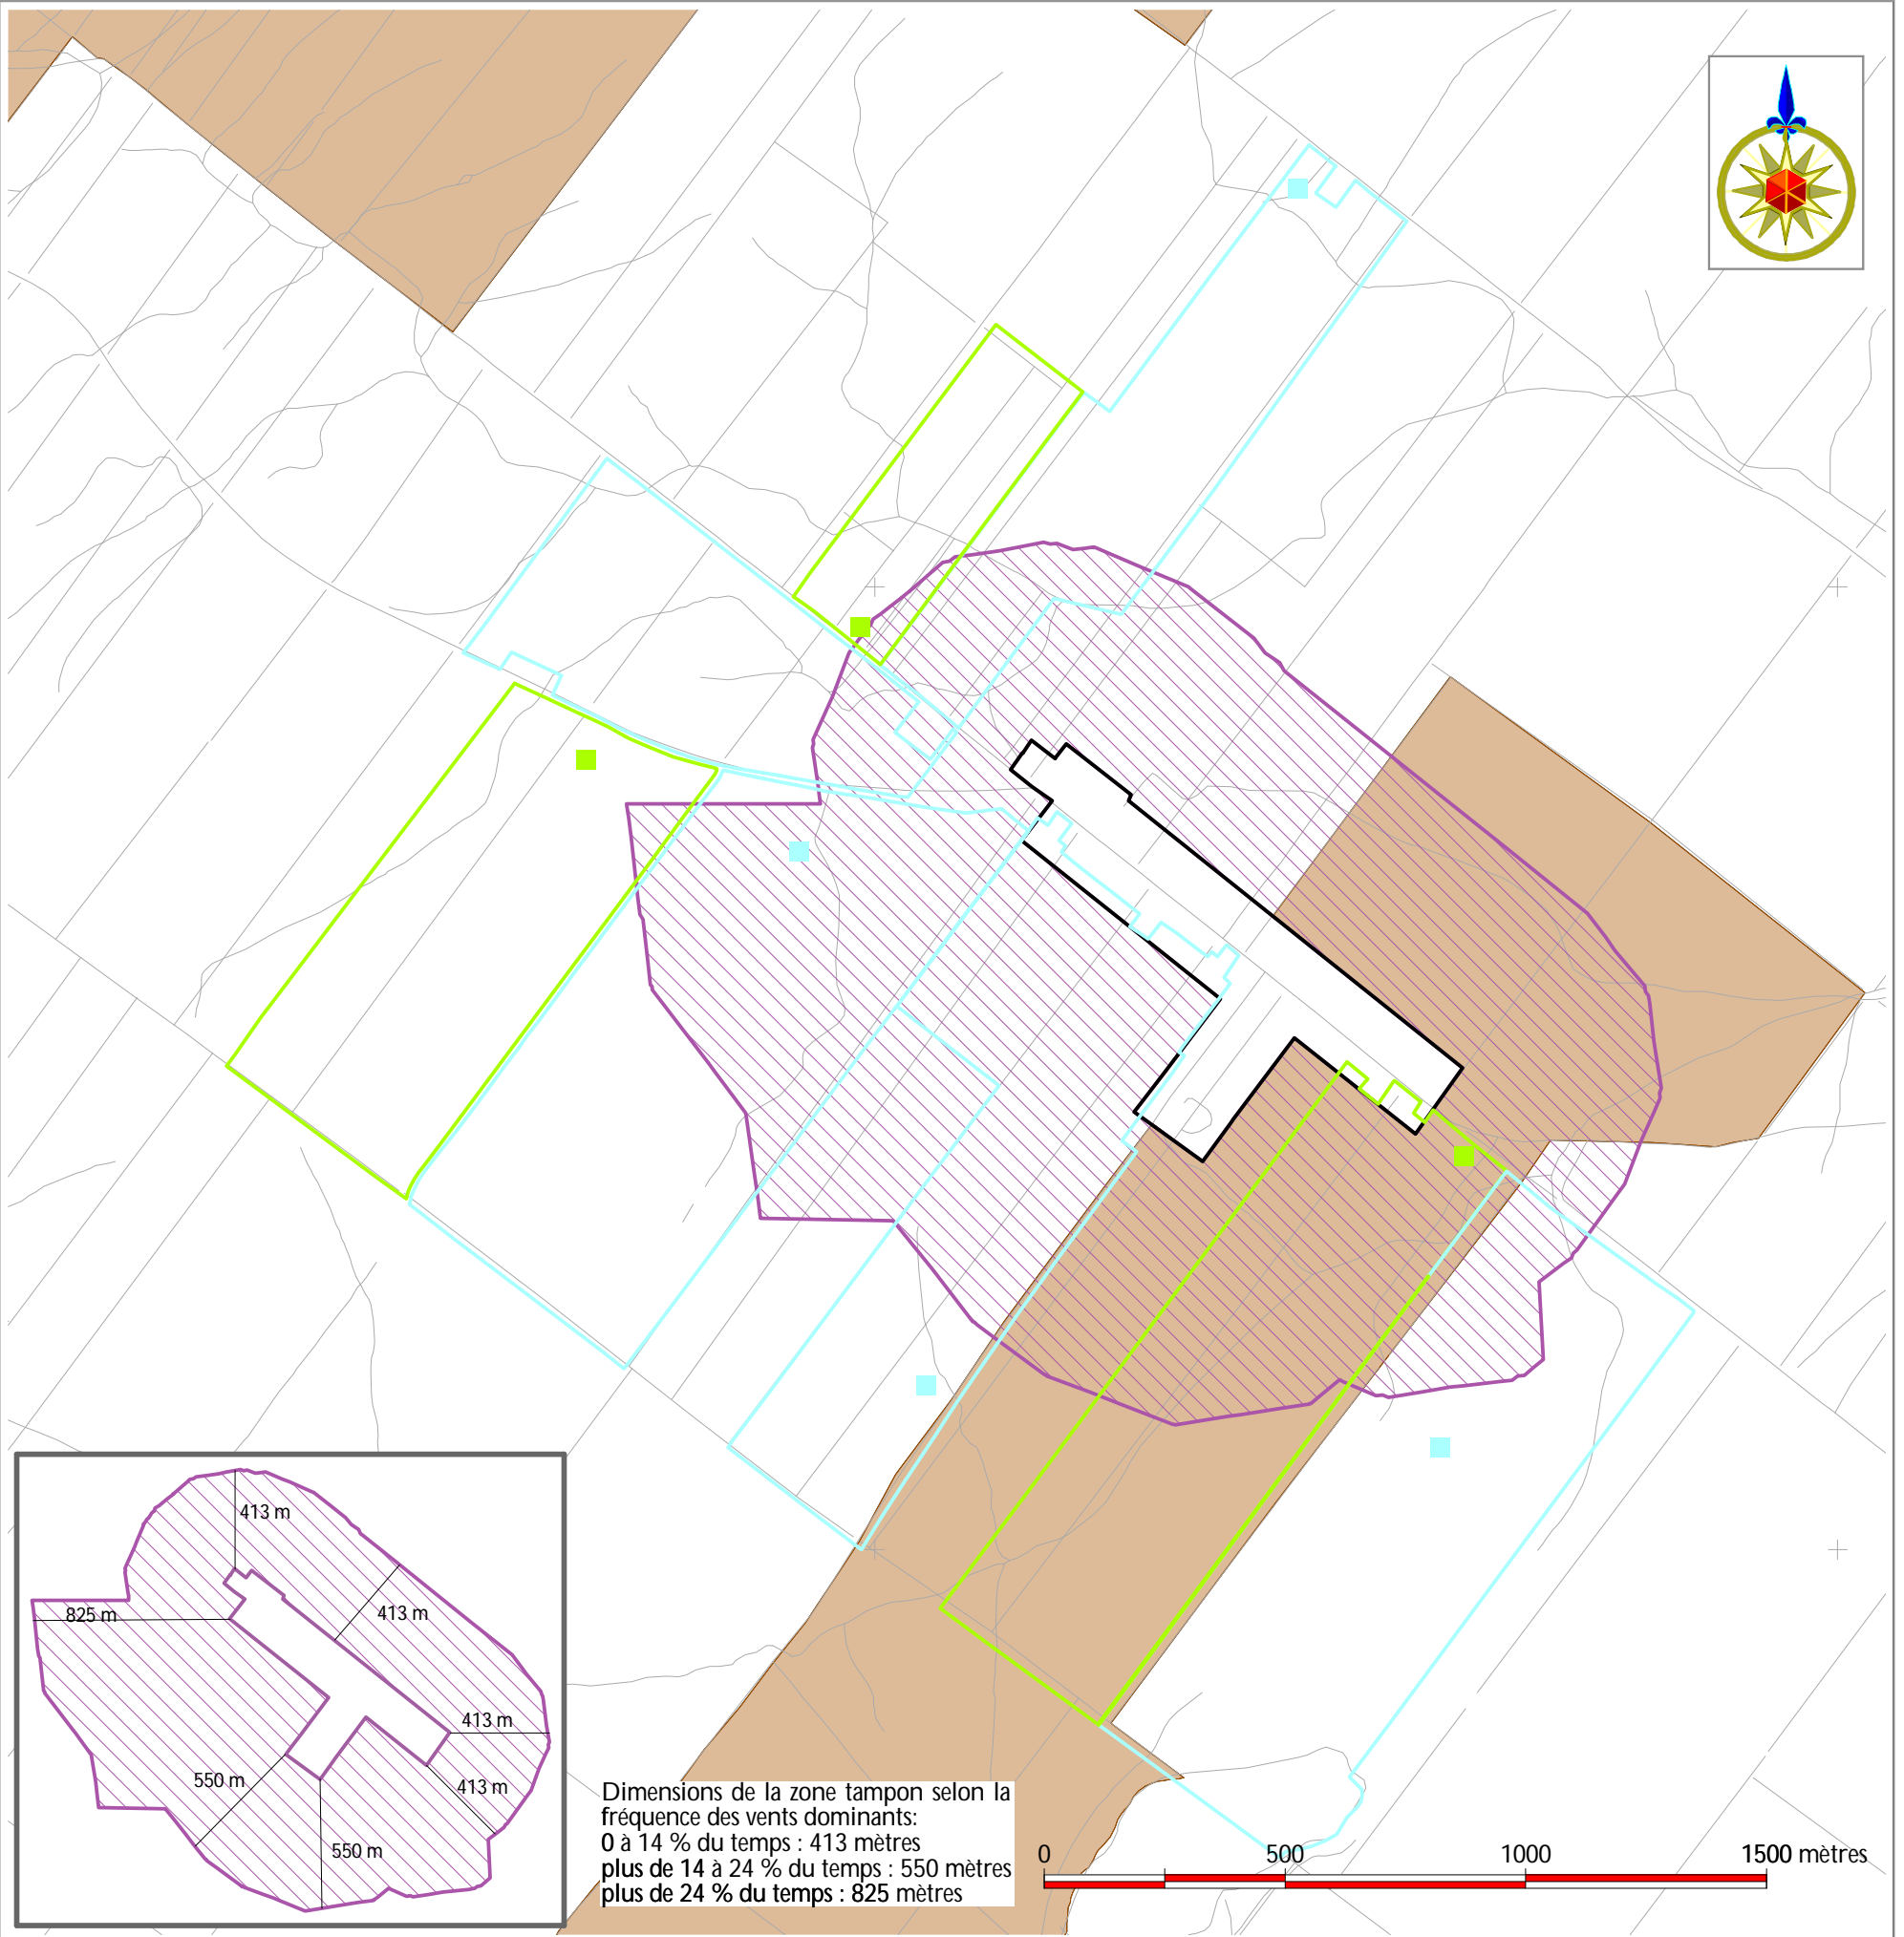 413 m
825 m
413 m
413 m
550 m
413 m
550 m
Dimensions de la zone tampon selon la
fréquence des vents dominants:
0 à 14 % du temps : 413 mètres
plus de 14 à 24 % du temps : 550 mètres
plus de 24 % du temps : 825 mètres
0 500 1000 1500 mètres